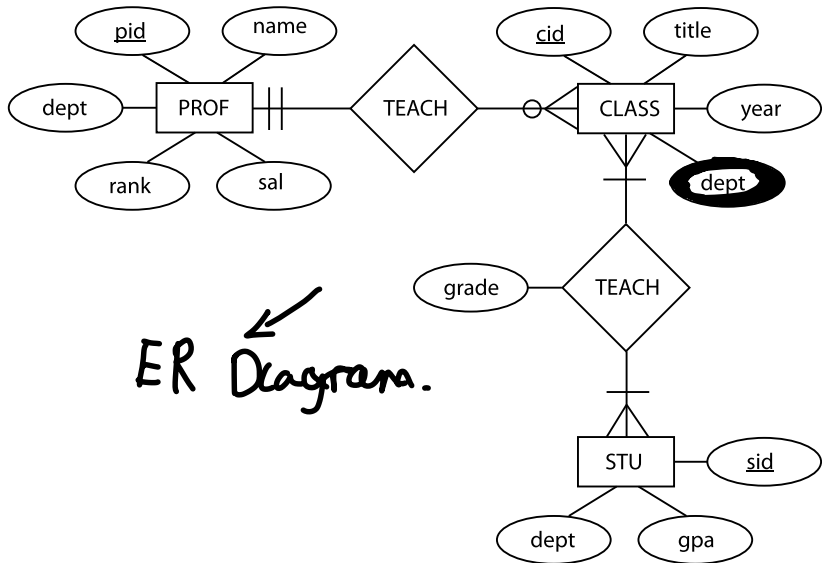 pid
name
dept
PROF
rank
sal
TEACH
cid
title
CLASS
year
dept
grade
TEACH
ER Diagram.
STU
sid
dept
gpa